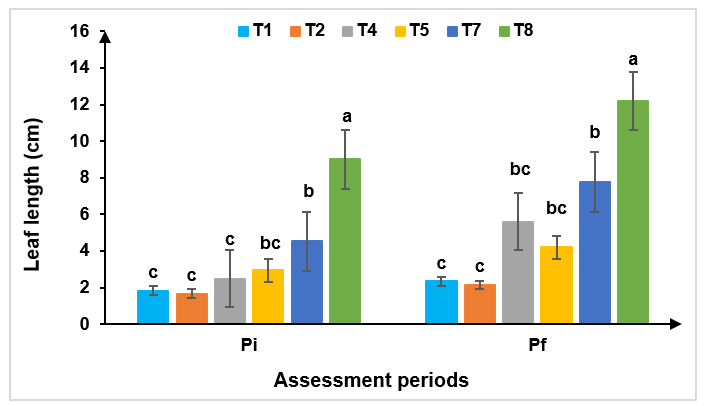 T1 T2 T4 T5 T7 T8
16
14
12
10
8
6
4
2
0
Leaf length (cm)
c c c bc b a
c c bc bc b a
Pi Pf
Assessment periods